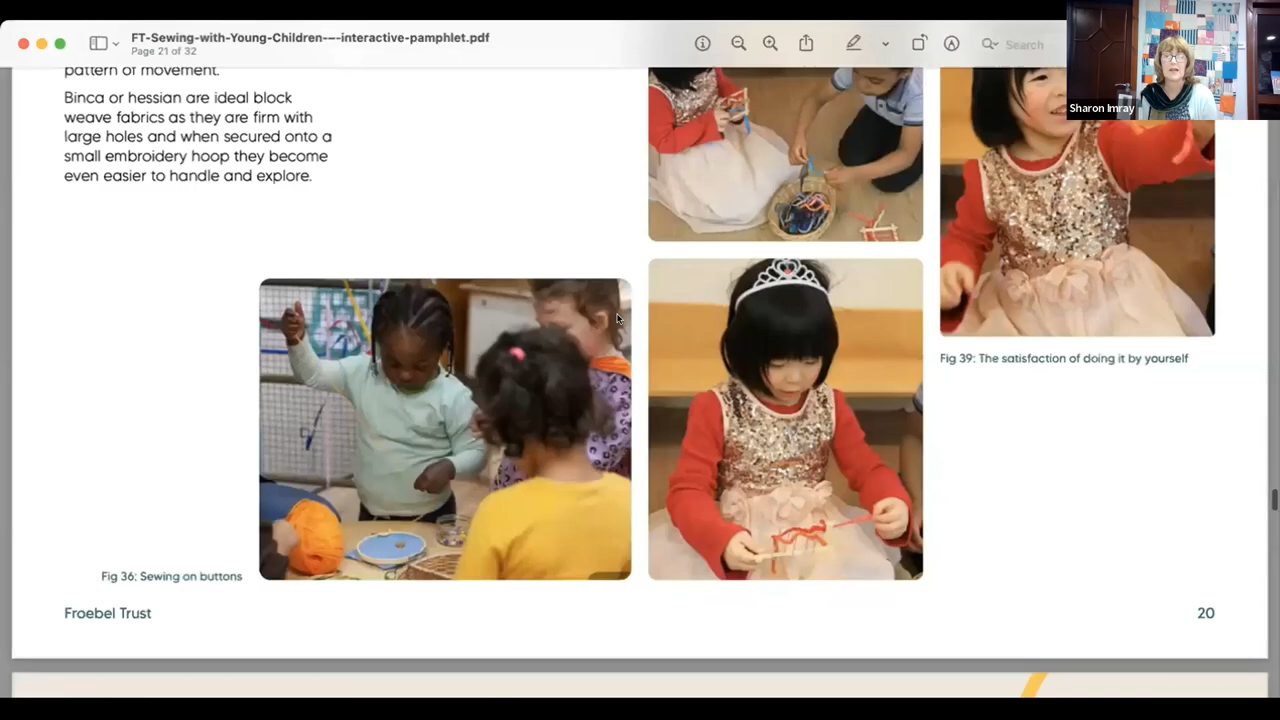 FT-Sewing-with-Young-Children----interactive-pamphlet.pdf
Page 21 of 32
Search
Sharon Imray
pattern of movement.
Binca or hessian are ideal block
weave fabrics as they are firm with
large holes and when secured onto a
small embroidery hoop they become
even easier to handle and explore.
Fig 39: The satisfaction of doing it by yourself
Fig 36: Sewing on buttons
Froebel Trust
20